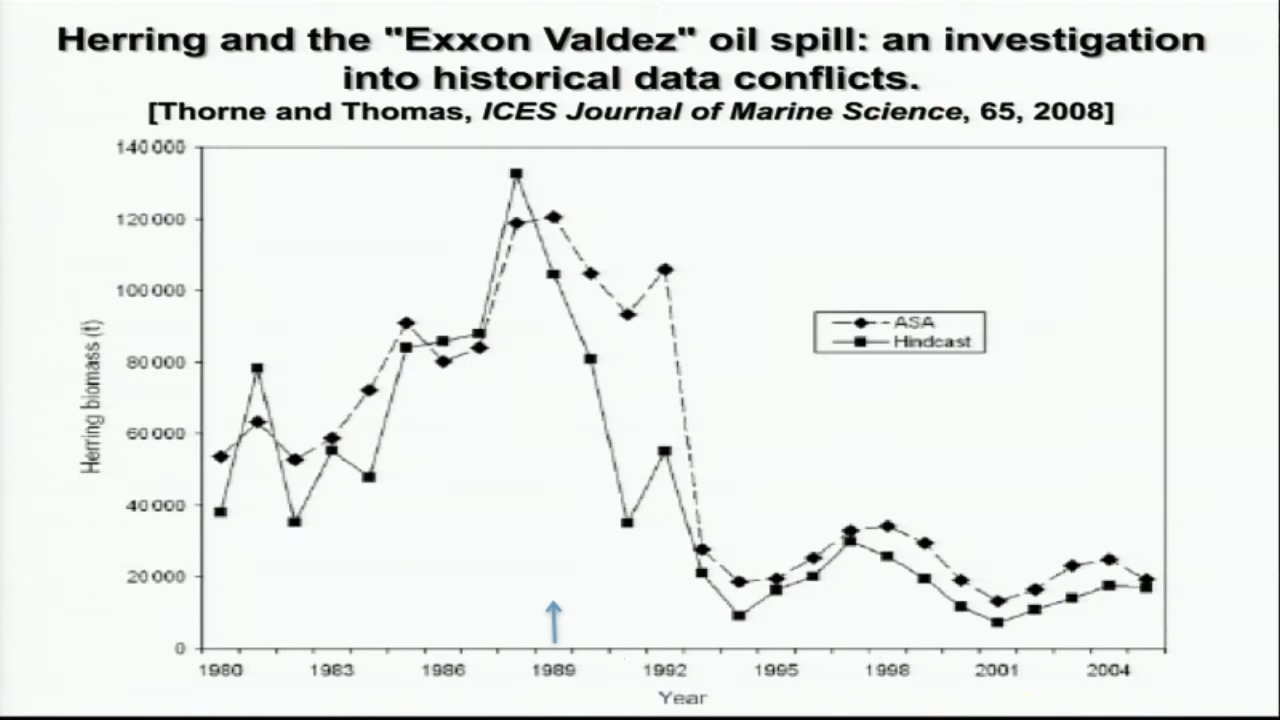 Herring and the "Exxon Valdez" oil spill: an investigation
into historical data conflicts.
[Thorne and Thomas, ICES Journal of Marine Science, 65, 2008]
140 000
120 000
100 000
80 000
60 000
40 000
20 000
0
Herring biomass (t)
ASA
Hindcast
1980 1983 1986 1989 1992 1995 1998 2001 2004
Year